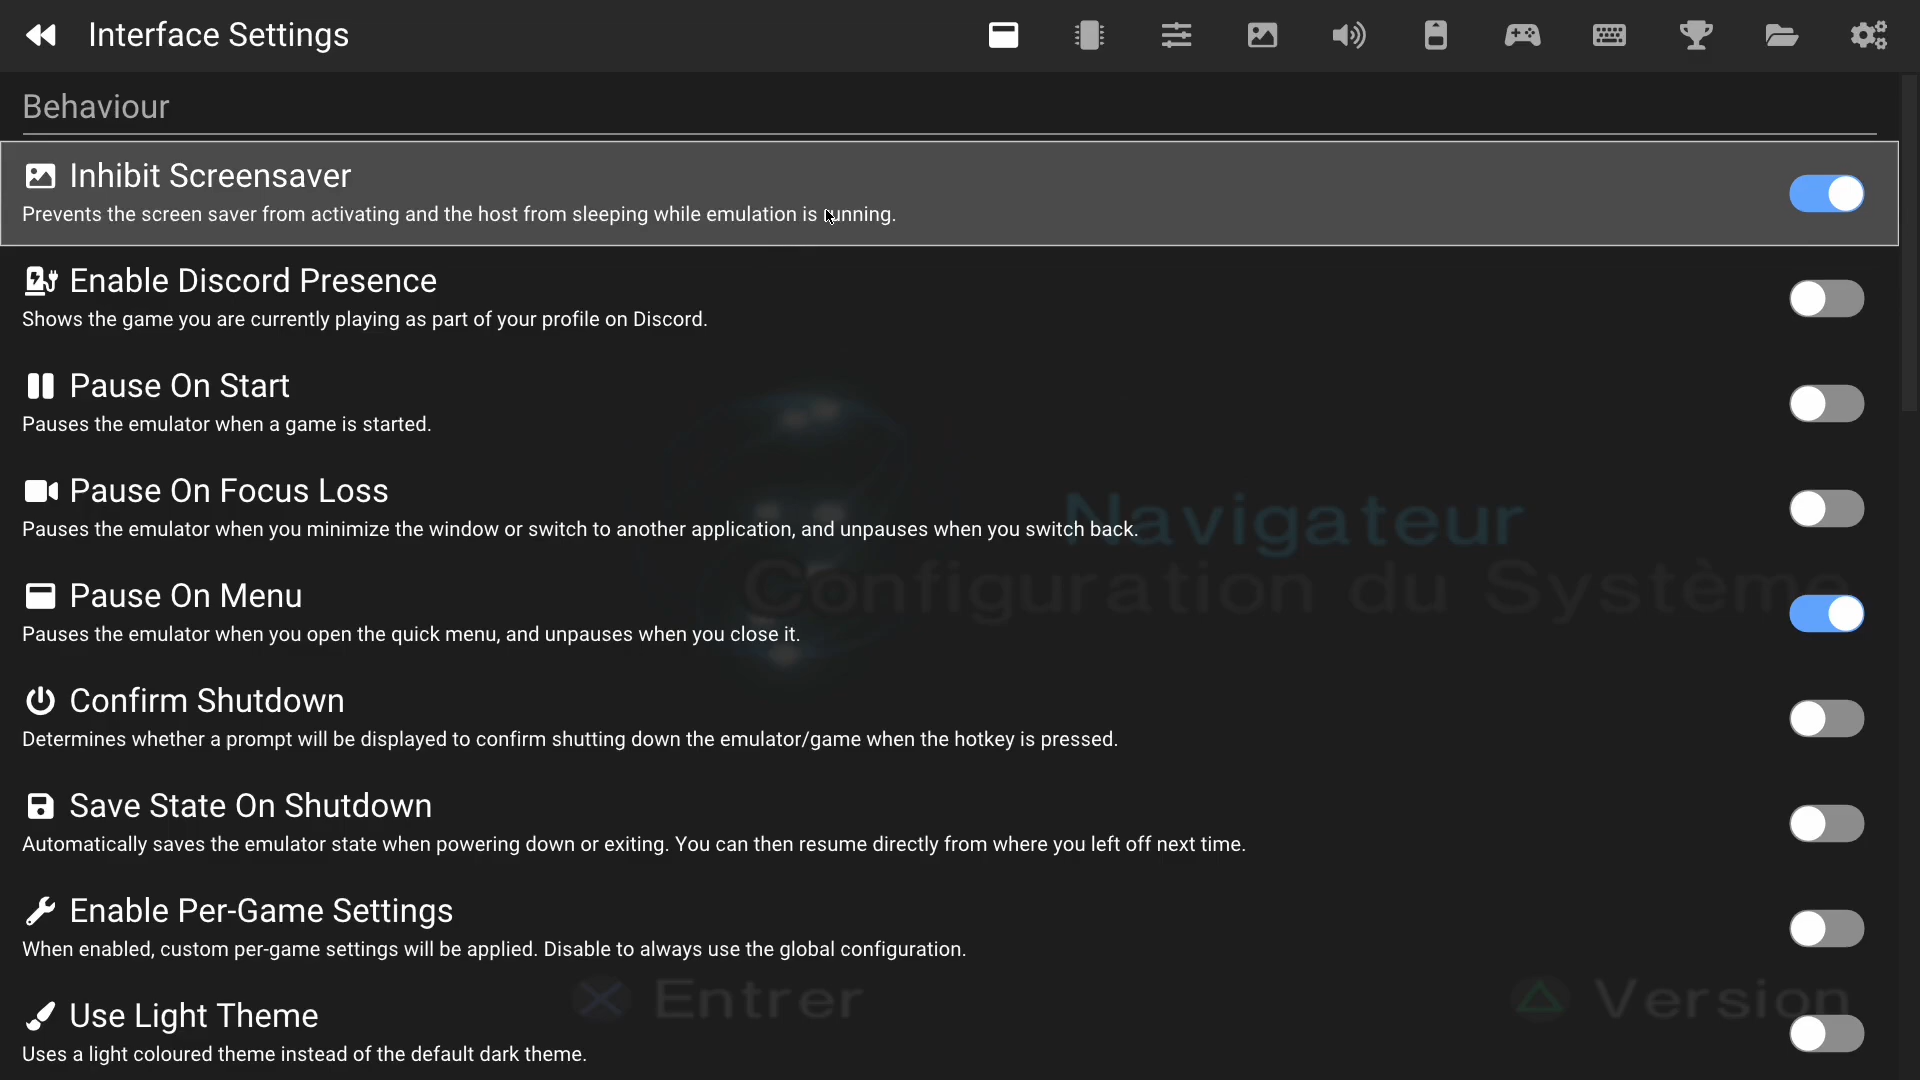 Interface Settings
Behaviour
Inhibit Screensaver
Prevents the screen saver from activating and the host from sleeping while emulation is running.
Enable Discord Presence
Shows the game you are currently playing as part of your profile on Discord.
Pause On Start
Pauses the emulator when a game is started.
Pause On Focus Loss
Navigateur
Pauses the emulator when you minimize the window or switch to another application, and unpauses when you switch back.
Configuration du Système
Pause On Menu
Pauses the emulator when you open the quick menu, and unpauses when you close it.
Confirm Shutdown
Determines whether a prompt will be displayed to confirm shutting down the emulator/game when the hotkey is pressed.
Save State On Shutdown
Automatically saves the emulator state when powering down or exiting. You can then resume directly from where you left off next time.
Enable Per-Game Settings
When enabled, custom per-game settings will be applied. Disable to always use the global configuration.
Entrer
Version
Use Light Theme
Uses a light coloured theme instead of the default dark theme.